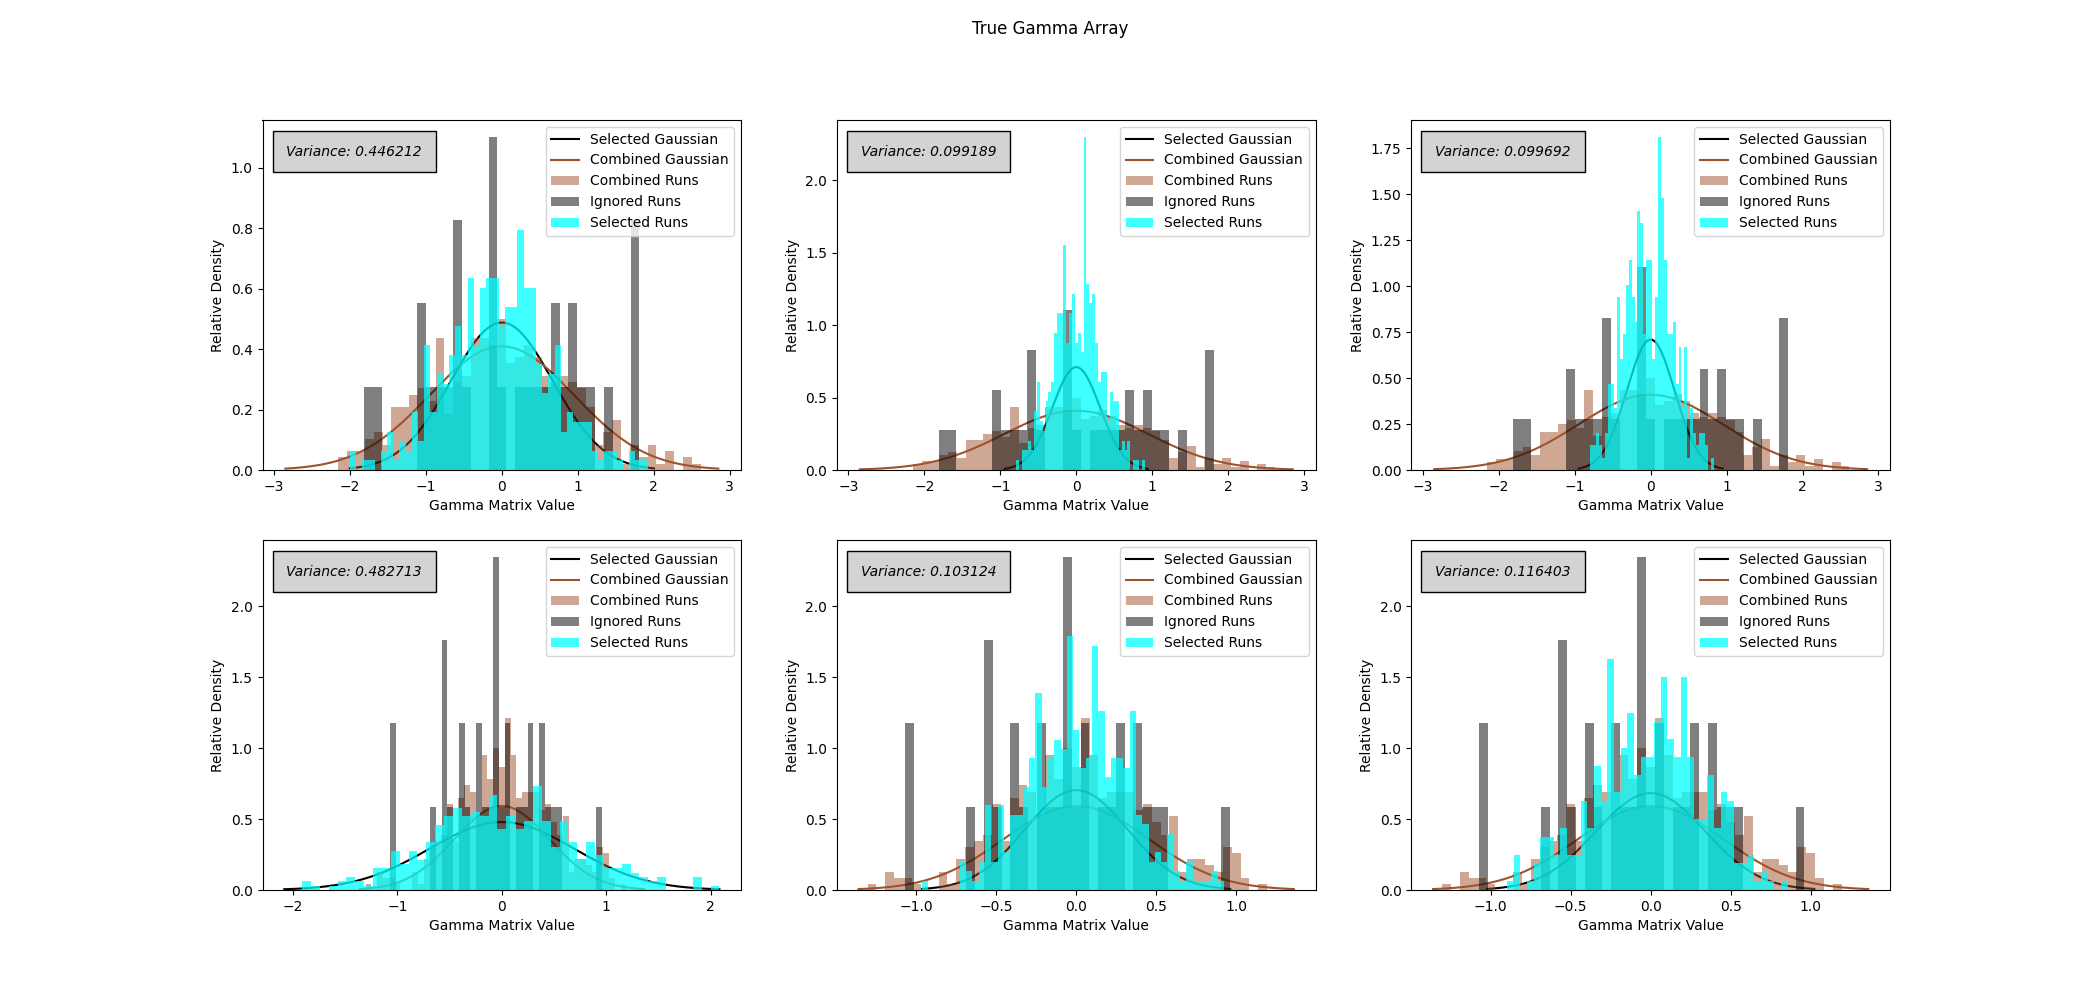 True Gamma Array
Variance: 0.446212
Selected Gaussian
Combined Gaussian
Combined Runs
Ignored Runs
Selected Runs
Relative Density
1.0
0.8
0.6
0.4
0.2
0.0
−3 −2 −1 0 1 2 3
Gamma Matrix Value
Variance: 0.099189
Selected Gaussian
Combined Gaussian
Combined Runs
Ignored Runs
Selected Runs
Relative Density
2.0
1.5
1.0
0.5
0.0
−3 −2 −1 0 1 2 3
Gamma Matrix Value
Variance: 0.099692
Selected Gaussian
Combined Gaussian
Combined Runs
Ignored Runs
Selected Runs
Relative Density
1.75
1.50
1.25
1.00
0.75
0.50
0.25
0.00
−3 −2 −1 0 1 2 3
Gamma Matrix Value
Variance: 0.482713
Selected Gaussian
Combined Gaussian
Combined Runs
Ignored Runs
Selected Runs
Relative Density
2.0
1.5
1.0
0.5
0.0
−2 −1 0 1 2
Gamma Matrix Value
Variance: 0.103124
Selected Gaussian
Combined Gaussian
Combined Runs
Ignored Runs
Selected Runs
Relative Density
2.0
1.5
1.0
0.5
0.0
−1.0 −0.5 0.0 0.5 1.0
Gamma Matrix Value
Variance: 0.116403
Selected Gaussian
Combined Gaussian
Combined Runs
Ignored Runs
Selected Runs
Relative Density
2.0
1.5
1.0
0.5
0.0
−1.0 −0.5 0.0 0.5 1.0
Gamma Matrix Value